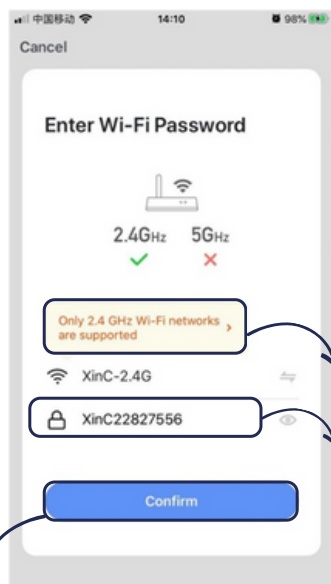 中国移动 14:10 98%
Cancel
Enter Wi-Fi Password
2.4GHz 5GHz
Only 2.4 GHz Wi-Fi networks
are supported
XinC-2.4G
XinC22827556
Confirm